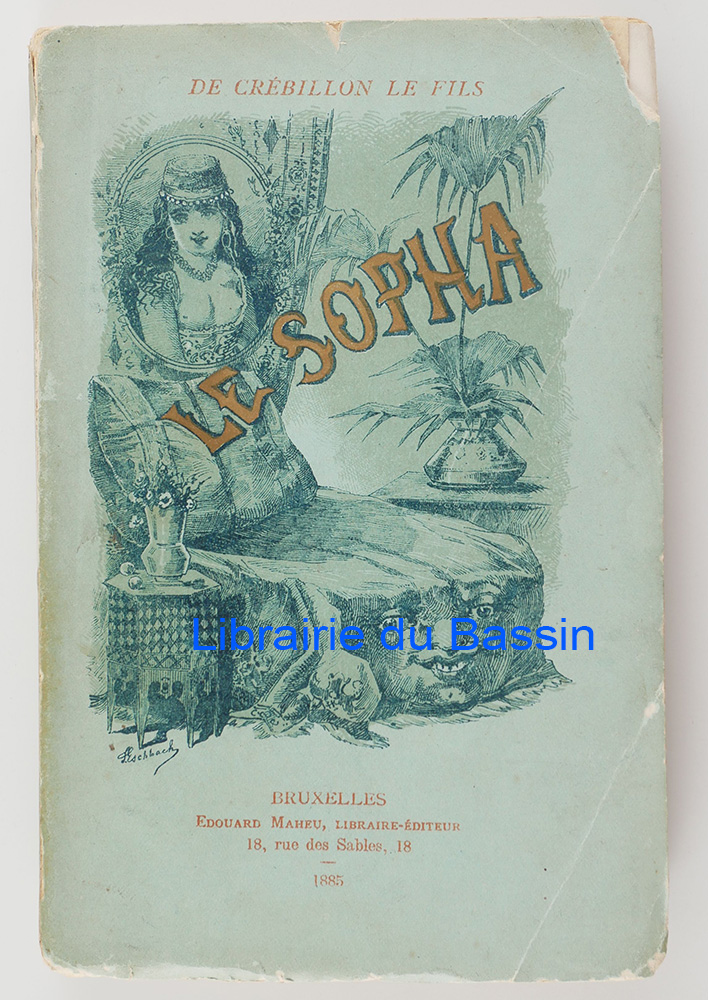 DE CRÉBILLON LE FILS
LE SOPHA
Librairie du Bassin
BRUXELLES
EDOUARD MAHEU, LIBRAIRE-ÉDITEUR
18, rue des Sables, 18
1885